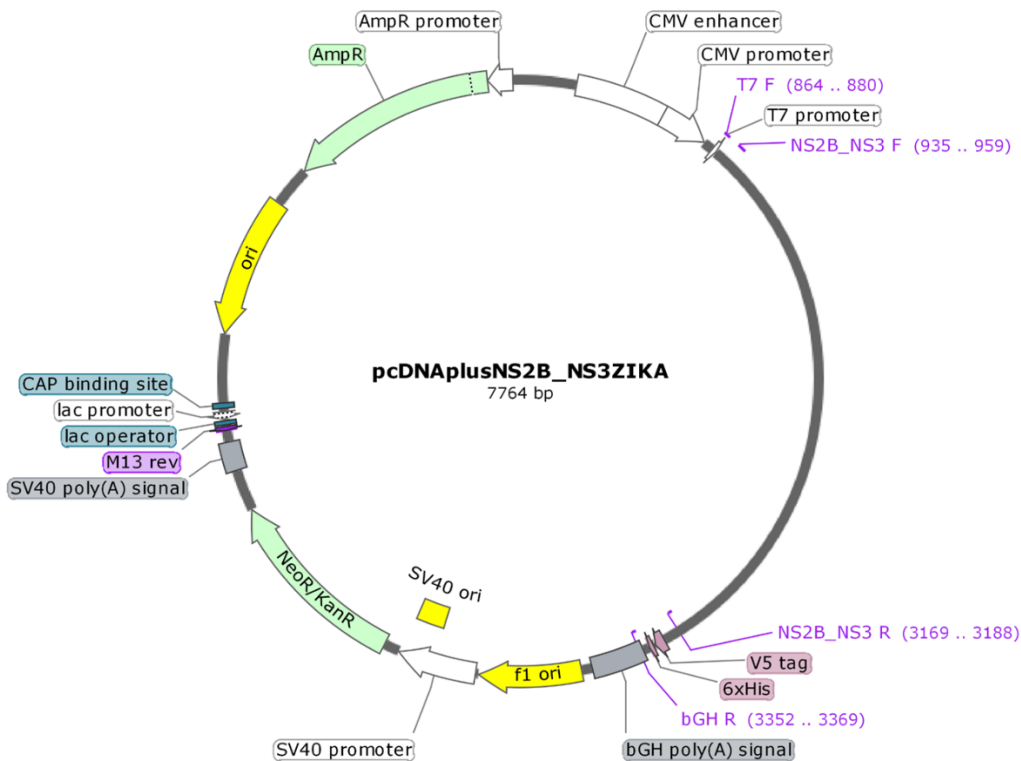 AmpR promoter
CMV enhancer
AmpR
CMV promoter
T7 F (864 .. 880)
T7 promoter
NS2B_NS3 F (935 .. 959)
ori
pcDNAplusNS2B_NS3ZIKA
7764 bp
CAP binding site
lac promoter
lac operator
M13 rev
SV40 poly(A) signal
NeoR/KanR
SV40 ori
NS2B_NS3 R (3169 .. 3188)
V5 tag
6xHis
f1 ori
bGH R (3352 .. 3369)
SV40 promoter
bGH poly(A) signal